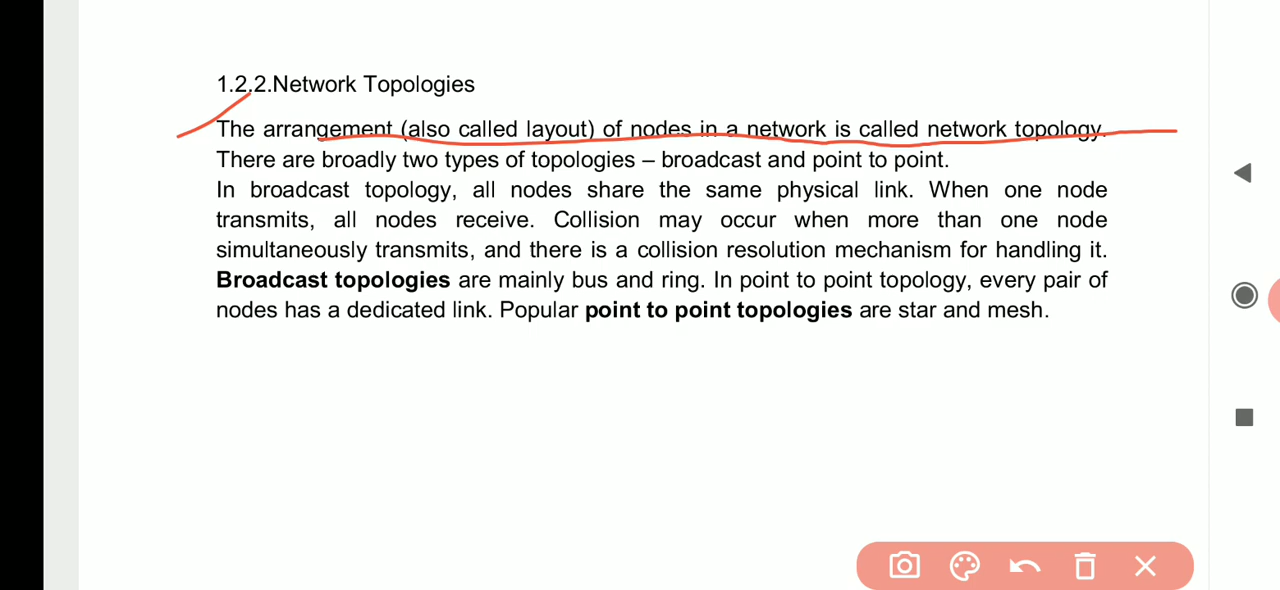 1.2.2.Network Topologies
The arrangement (also called layout) of nodes in a network is called network topology.
There are broadly two types of topologies – broadcast and point to point.
In broadcast topology, all nodes share the same physical link. When one node
transmits, all nodes receive. Collision may occur when more than one node
simultaneously transmits, and there is a collision resolution mechanism for handling it.
Broadcast topologies are mainly bus and ring. In point to point topology, every pair of
nodes has a dedicated link. Popular point to point topologies are star and mesh.